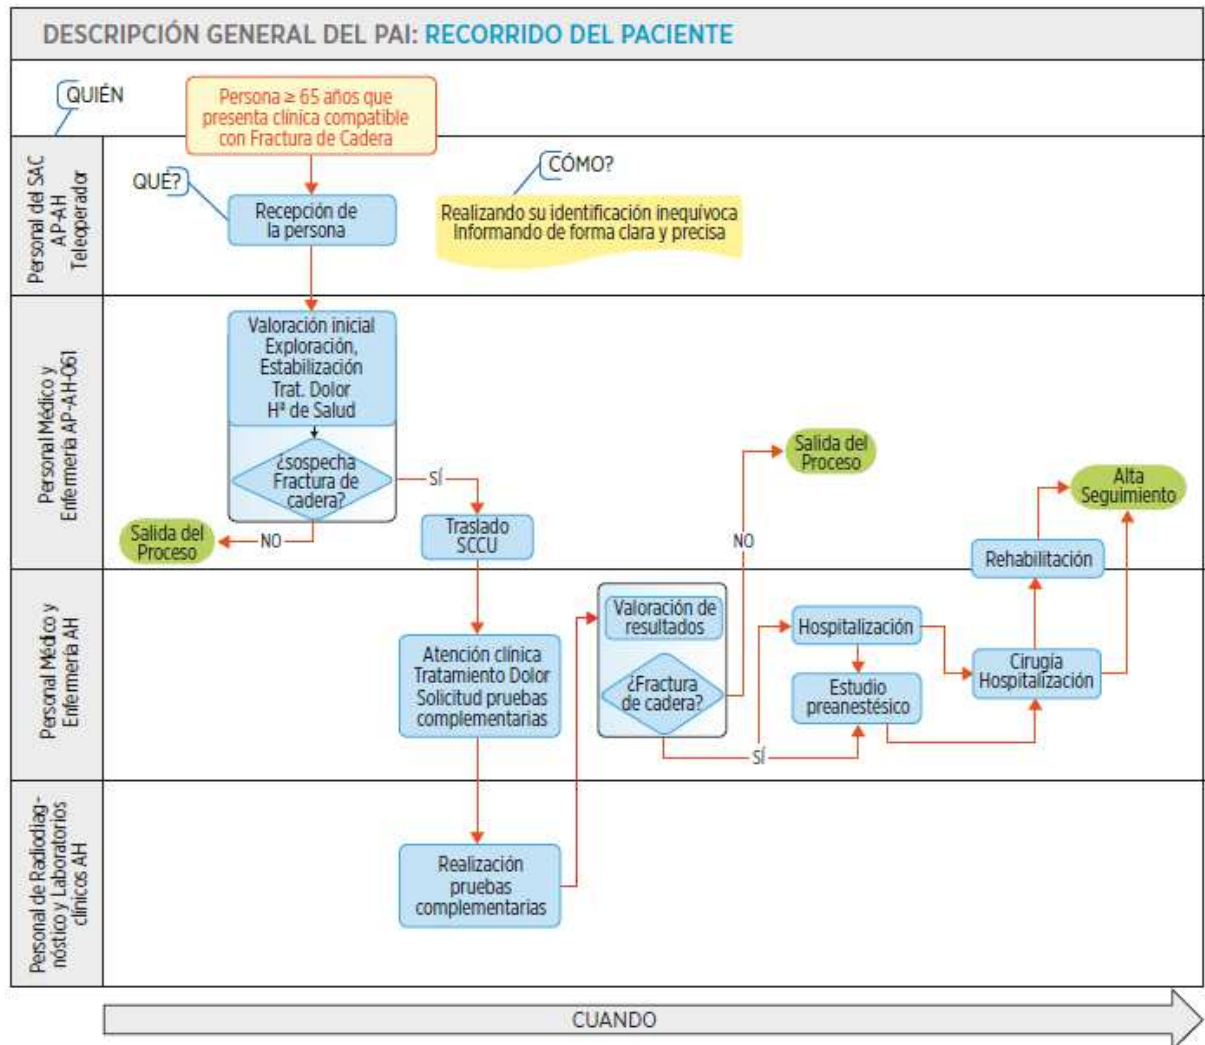 DESCRIPCIÓN GENERAL DEL PAI: RECORRIDO DEL PACIENTE
QUIÉN
Persona ≥ 65 años que
presenta clínica compatible
con Fractura de Cadera
Personal del SAC
AP-AH
Teleoperador
QUÉ?
Recepción de
la persona
CÓMO?
Realizando su identificación inequívoca
Informando de forma clara y precisa
Personal Médico y
Enfermería AP-AH-061
Valoración inicial
Exploración,
Estabilización
Trat. Dolor
Hª de Salud
¿sospecha
Fractura de
cadera?
SÍ
NO
Salida del
Proceso
Traslado
SCCU
Salida del
Proceso
NO
Alta
Seguimiento
Rehabilitación
Personal Médico y
Enfermería AH
Atención clínica
Tratamiento Dolor
Solicitud pruebas
complementarias
Valoración de
resultados
¿Fractura
de cadera?
SÍ
Hospitalización
Estudio
preanestésico
Cirugía
Hospitalización
Personal de Radiodiag-
nóstico y Laboratorios
clínicos AH
Realización
pruebas
complementarias
CUANDO